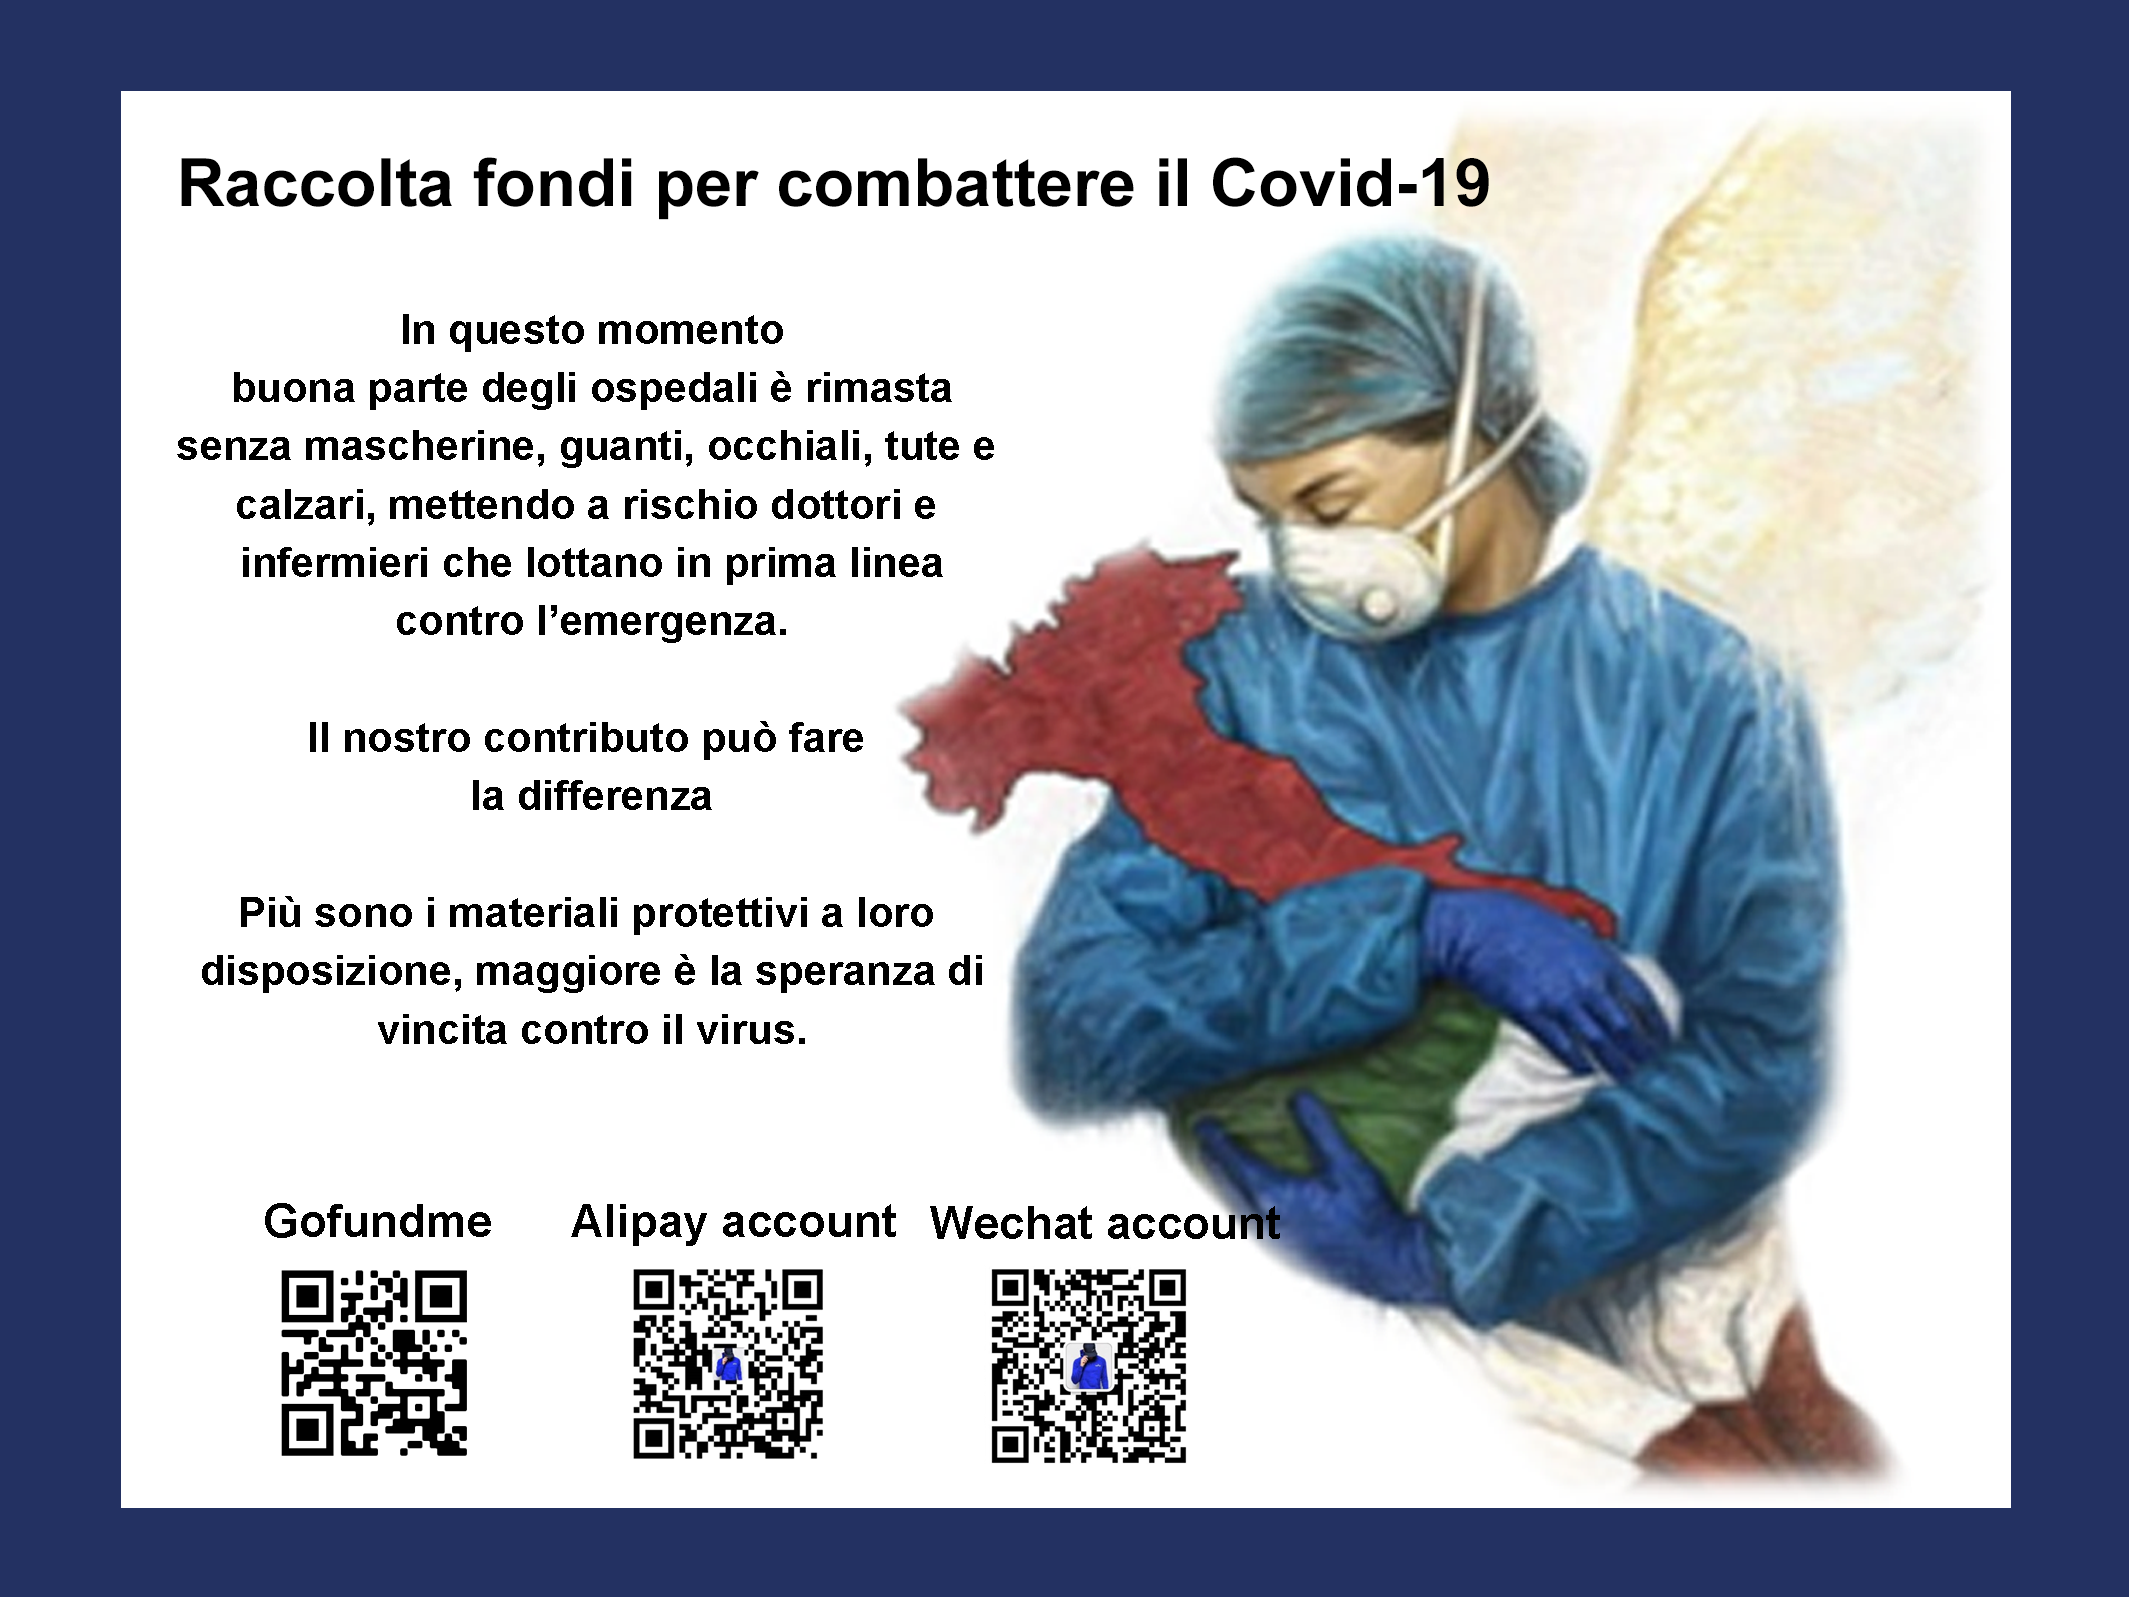 Raccolta fondi per combattere il Covid-19
In questo momento
buona parte degli ospedali è rimasta
senza mascherine, guanti, occhiali, tute e
calzari, mettendo a rischio dottori e
infermieri che lottano in prima linea
contro l’emergenza.
Il nostro contributo può fare
la differenza
Più sono i materiali protettivi a loro
disposizione, maggiore è la speranza di
vincita contro il virus.
Gofundme
Alipay account
Wechat account